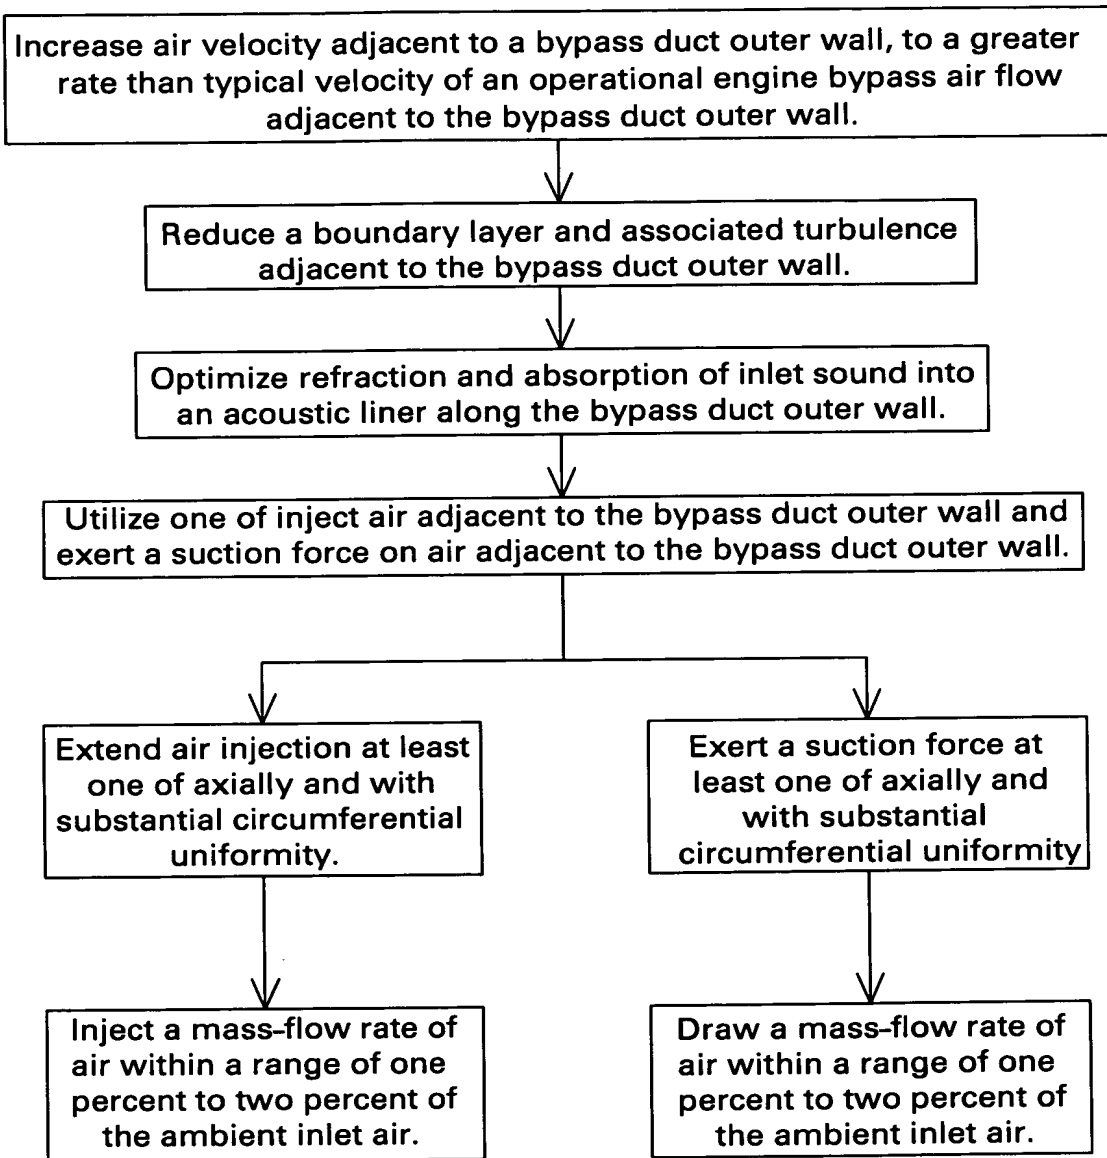 Increase air velocity adjacent to a bypass duct outer wall, to a greater
rate than typical velocity of an operational engine bypass air flow
adjacent to the bypass duct outer wall.
Reduce a boundary layer and associated turbulence
adjacent to the bypass duct outer wall.
Optimize refraction and absorption of inlet sound into
an acoustic liner along the bypass duct outer wall.
Utilize one of inject air adjacent to the bypass duct outer wall and
exert a suction force on air adjacent to the bypass duct outer wall.
Extend air injection at least
one of axially and with
substantial circumferential
uniformity.
Exert a suction force at
least one of axially and
with substantial
circumferential uniformity
Inject a mass-flow rate of
air within a range of one
percent to two percent of
the ambient inlet air.
Draw a mass-flow rate of
air within a range of one
percent to two percent of
the ambient inlet air.